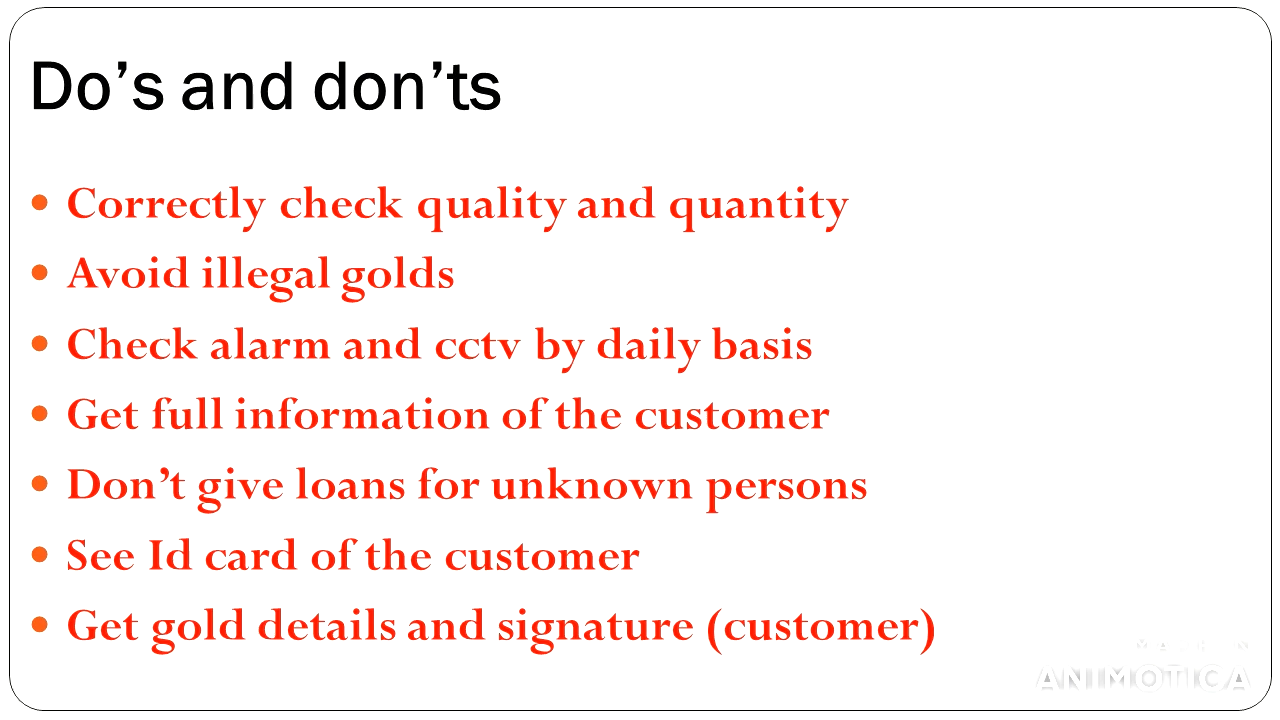 Do’s and don’ts
• Correctly check quality and quantity
• Avoid illegal golds
• Check alarm and cctv by daily basis
• Get full information of the customer
• Don’t give loans for unknown persons
• See Id card of the customer
• Get gold details and signature (customer)
ANIMOTICA